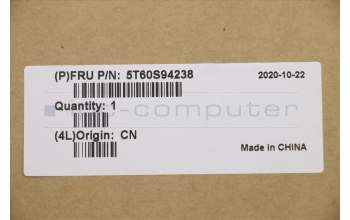 (P)FRU P/N: 5T60S94238
2020-10-22
Quantity: 1
-computer
(4L)Origin: CN
Made in CHINA